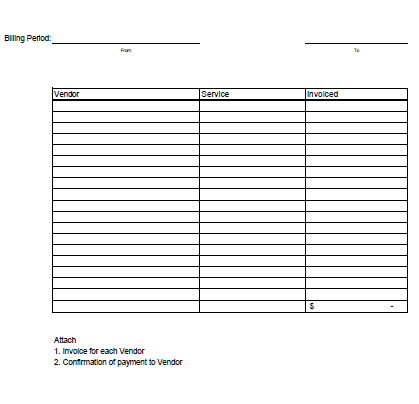 Billing Period:
From To
Vendor Service Invoiced
$ -
Attach
1. Invoice for each Vendor
2. Confirmation of payment to Vendor